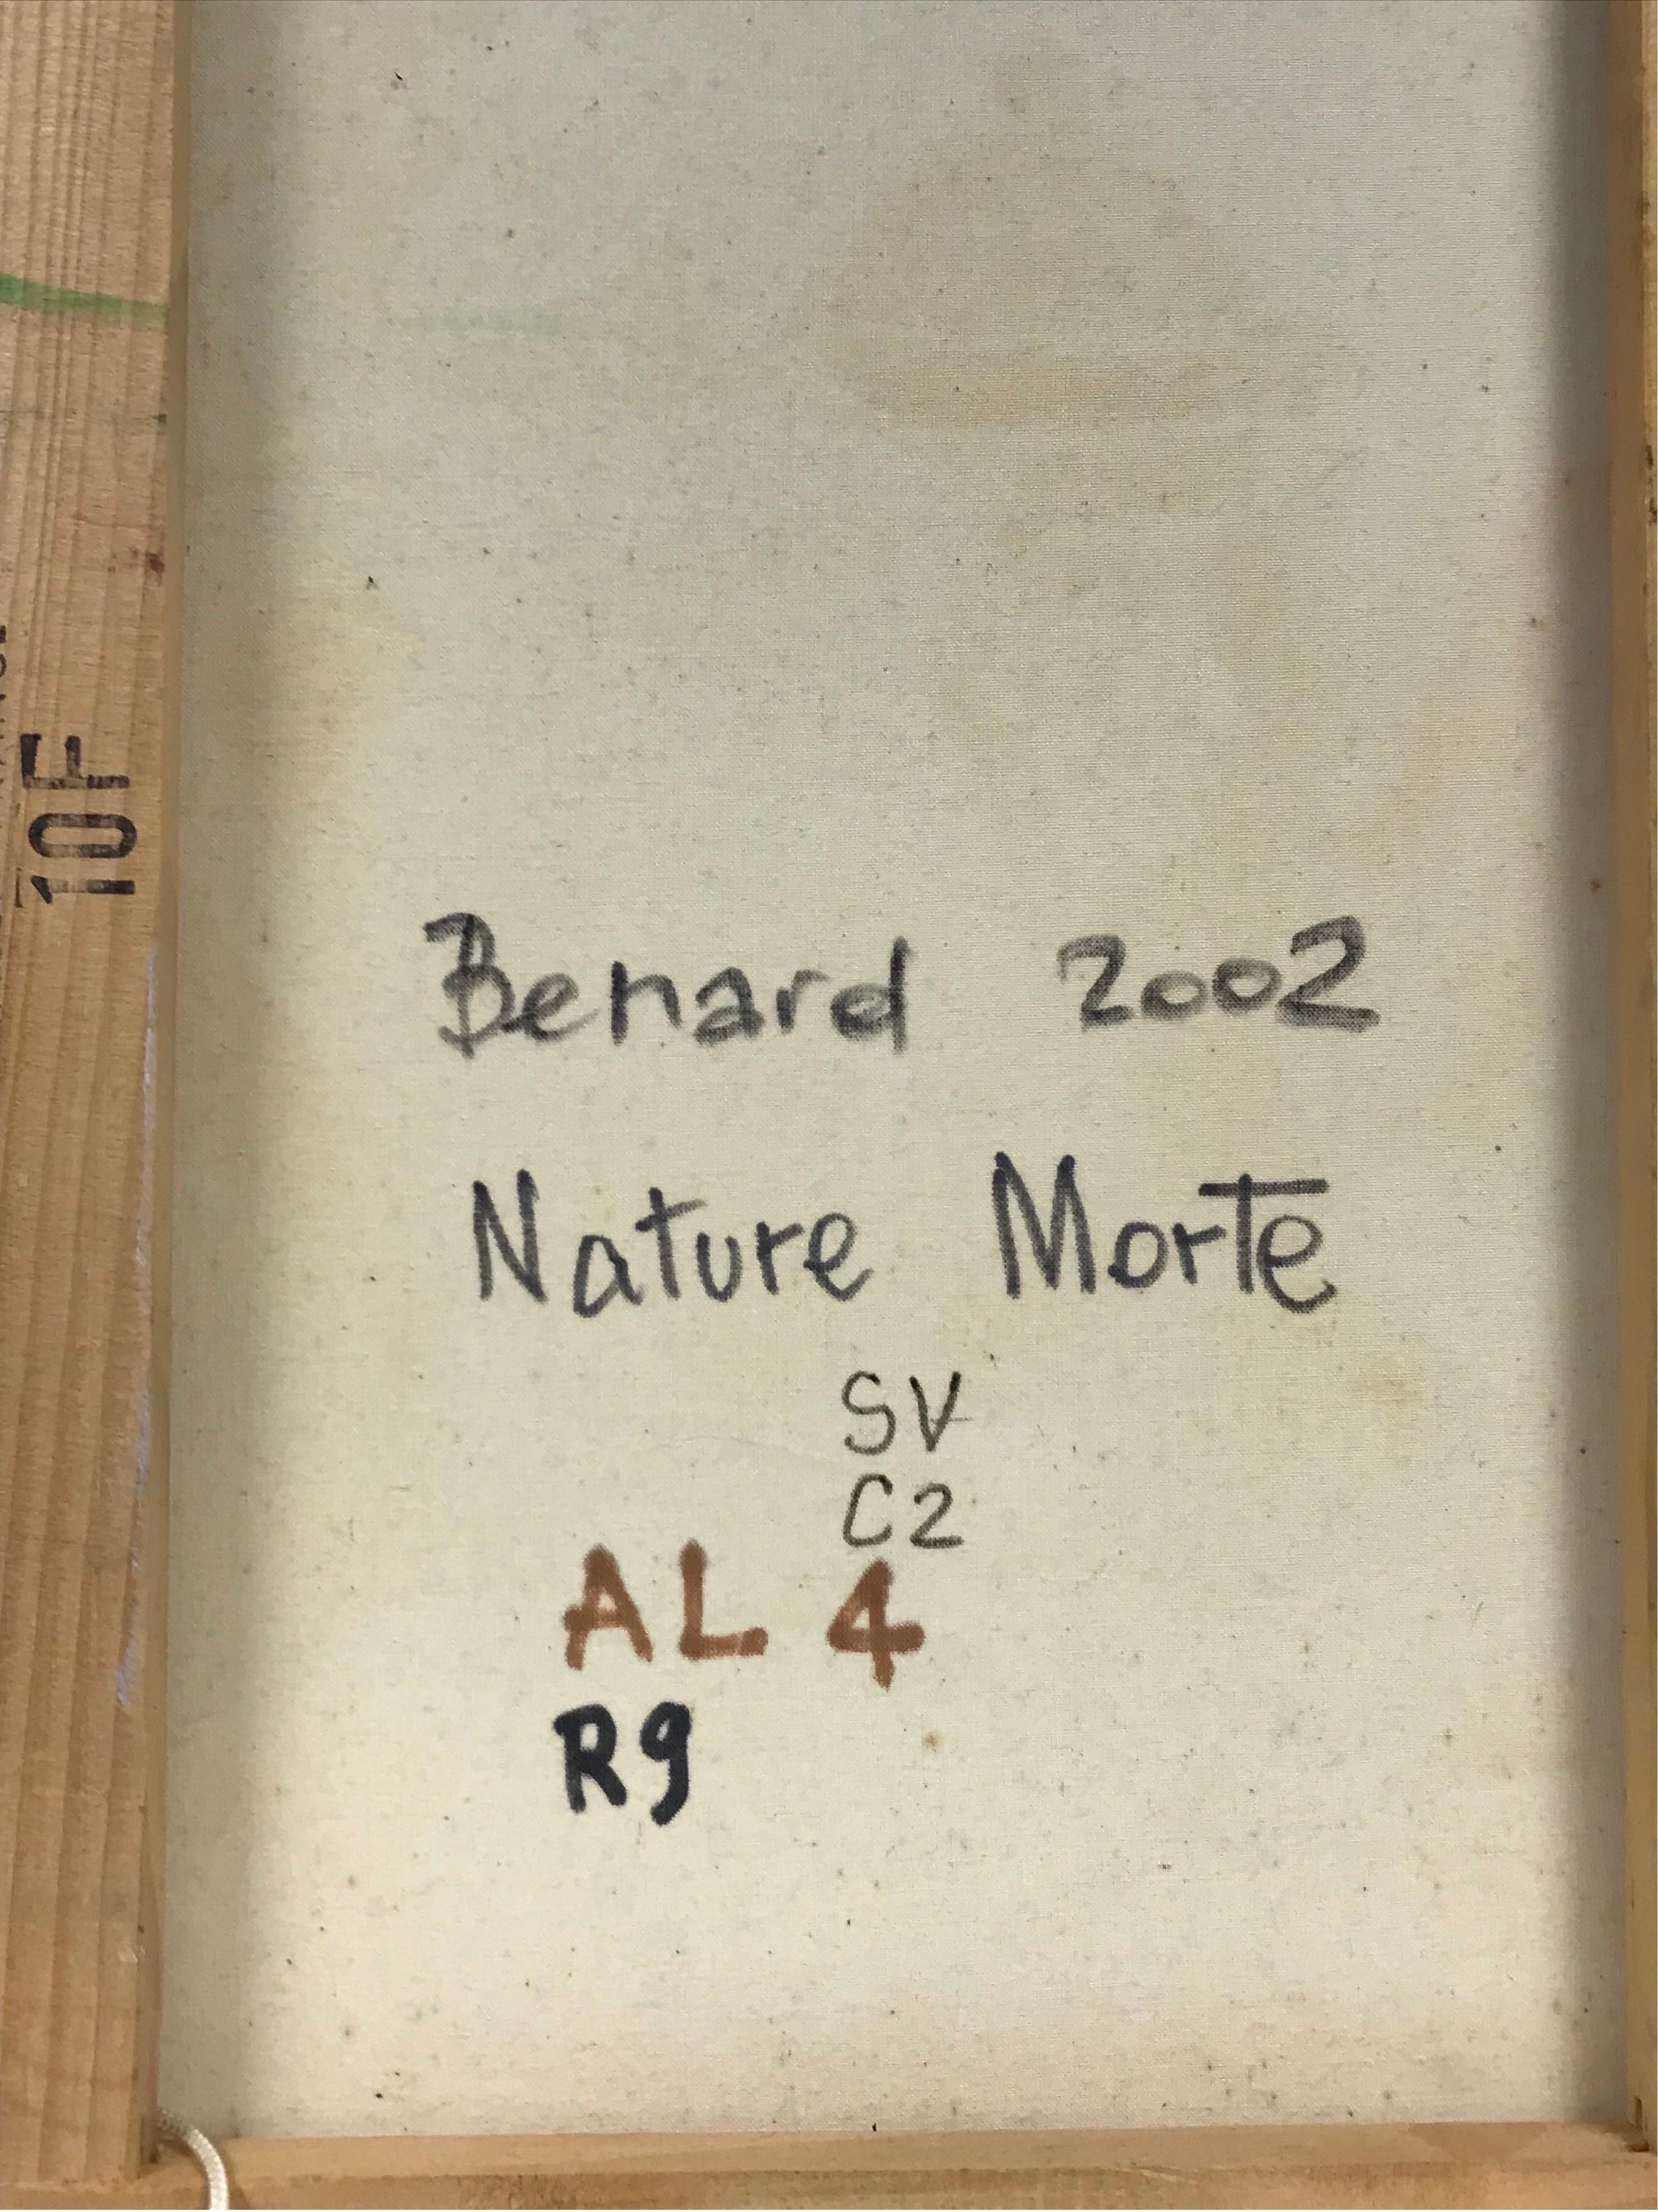 10F
Benard 2002
Nature Morte
SV
C2
AL 4
R9